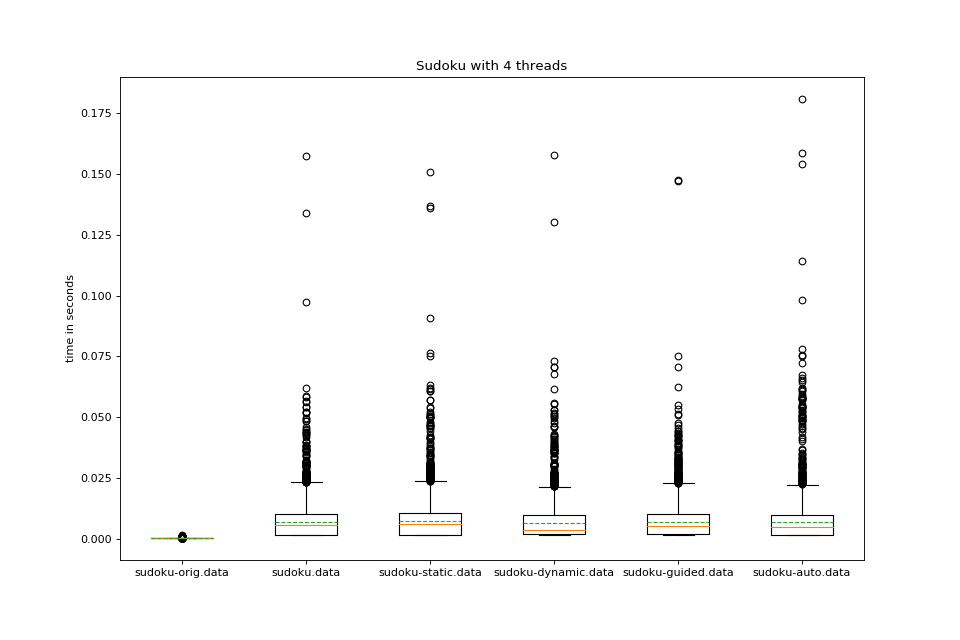 Sudoku with 4 threads
time in seconds
0.175
0.150
0.125
0.100
0.075
0.050
0.025
0.000
sudoku-orig.data
sudoku.data
sudoku-static.data
sudoku-dynamic.data
sudoku-guided.data
sudoku-auto.data